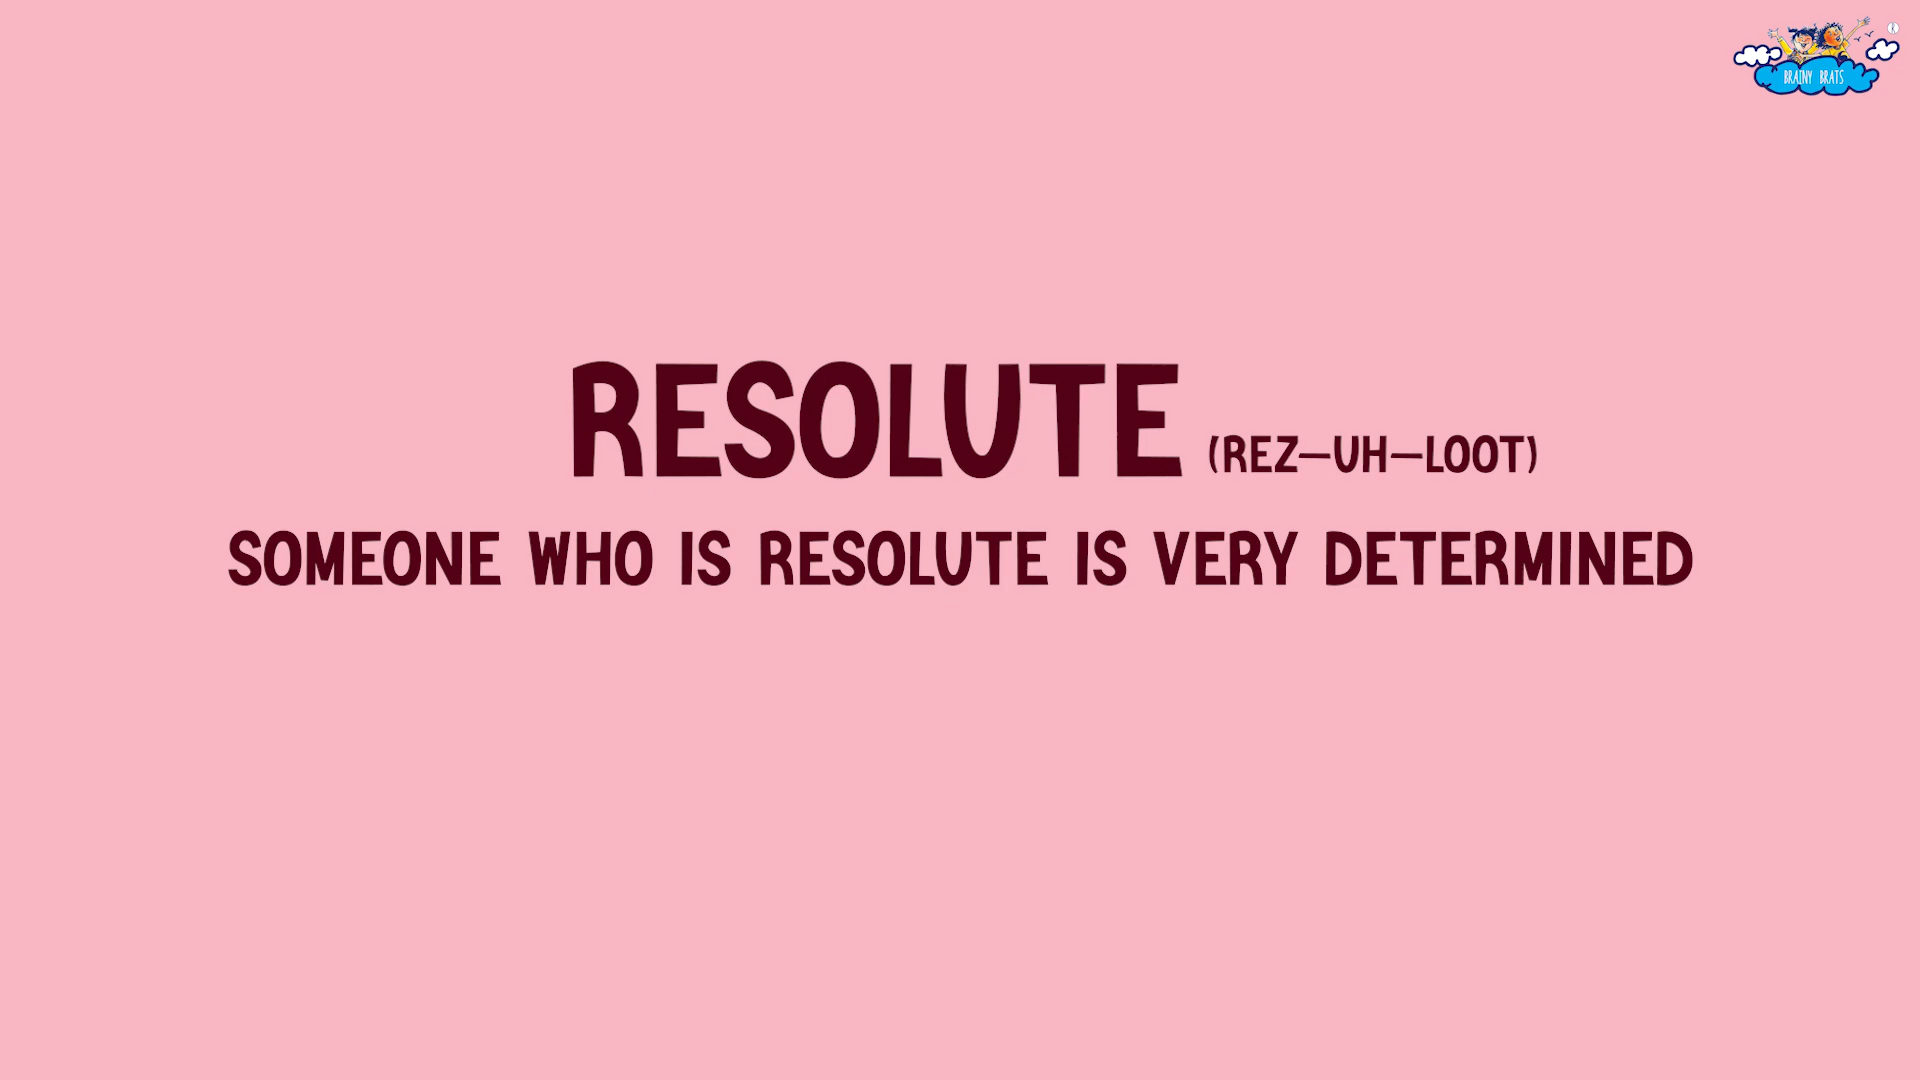 BRAINY BRATS
RESOLUTE (REZ—UH—LOOT)
SOMEONE WHO IS RESOLUTE IS VERY DETERMINED